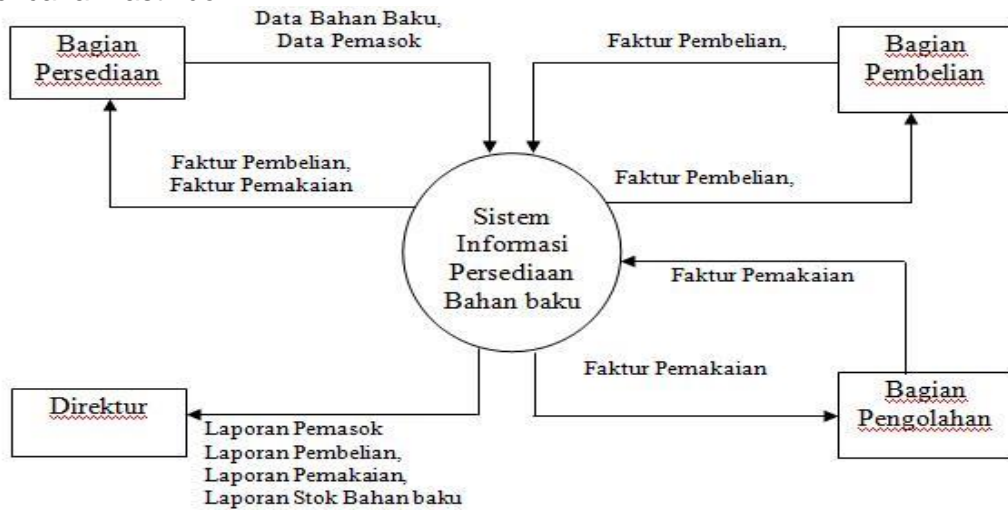 Data Bahan Baku,
Data Pemasok
Bagian
Persediaan
Faktur Pembelian,
Bagian
Pembelian
Faktur Pembelian,
Faktur Pemakaian
Faktur Pembelian,
Sistem
Informasi
Persediaan
Bahan baku
Faktur Pemakaian
Faktur Pemakaian
Direktur
Bagian
Pengolahan
Laporan Pemasok
Laporan Pembelian,
Laporan Pemakaian,
Laporan Stok Bahan baku